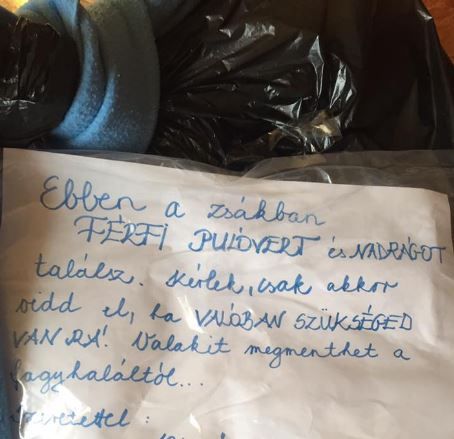 Ebben a zsákban
FÉRFI PULÓVERT és NADRÁGOT
találsz. Kérlek, csak akkor
vidd el, ha VALÓBAN SZÜKSÉGED
VAN RÁ! Valakit megmenthet a
fagyhaláltól...
Szeretettel: